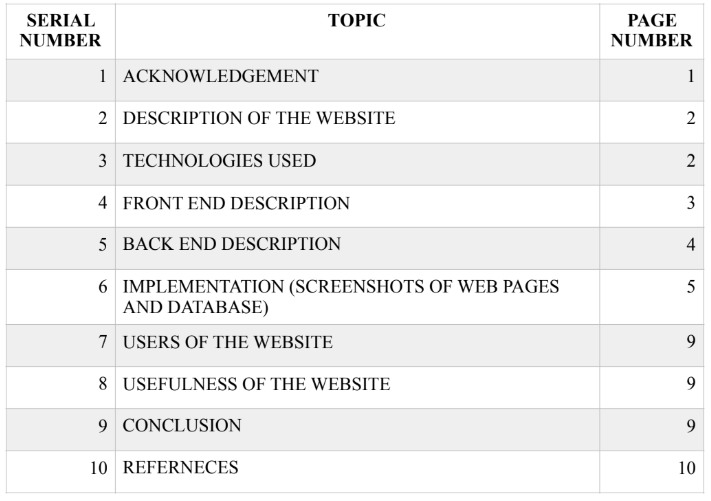 SERIAL NUMBER TOPIC PAGE NUMBER
1 ACKNOWLEDGEMENT 1
2 DESCRIPTION OF THE WEBSITE 2
3 TECHNOLOGIES USED 2
4 FRONT END DESCRIPTION 3
5 BACK END DESCRIPTION 4
6 IMPLEMENTATION (SCREENSHOTS OF WEB PAGES 5
AND DATABASE)
7 USERS OF THE WEBSITE 9
8 USEFULNESS OF THE WEBSITE 9
9 CONCLUSION 9
10 REFERNECES 10